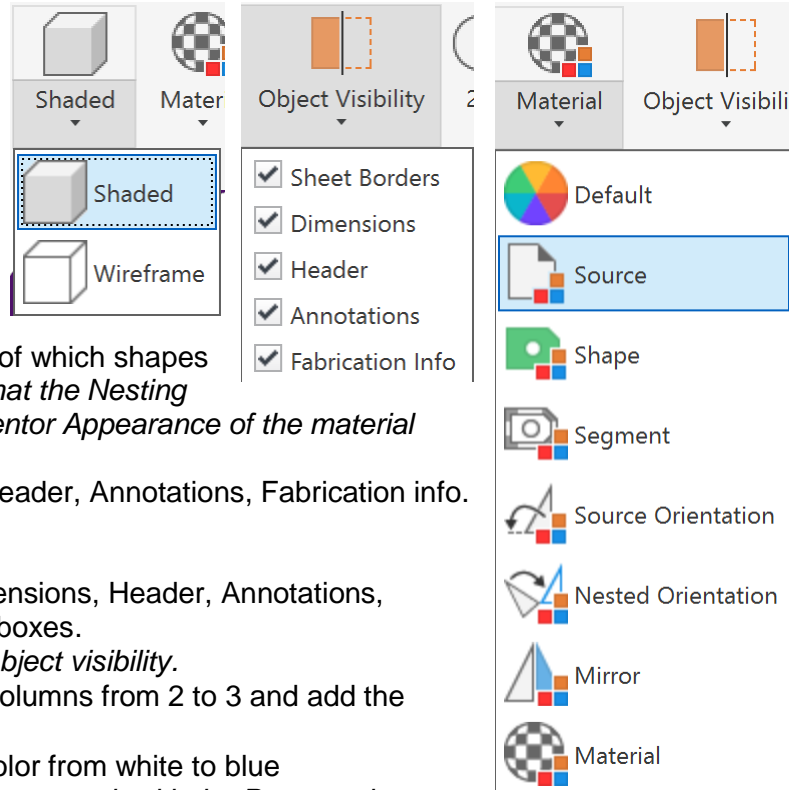 Shaded
Mater
Shaded
Wireframe
Object Visibility
2
Sheet Borders
Dimensions
Header
Annotations
Fabrication Info
Material
Object Visibili
Default
Source
Shape
Segment
Source Orientation
Nested Orientation
Mirror
Material
of which shapes
hat the Nesting
entor Appearance of the material
eader, Annotations, Fabrication info.
ensions, Header, Annotations,
boxes.
bject visibility.
olumns from 2 to 3 and add the
olor from white to blue